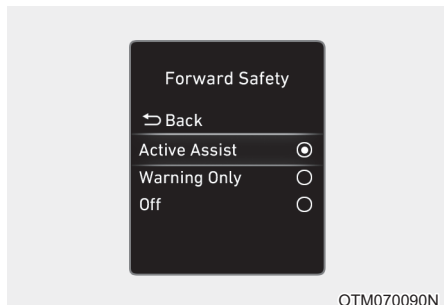 Forward Safety
Back
Active Assist
Warning Only
Off
OTM070090N